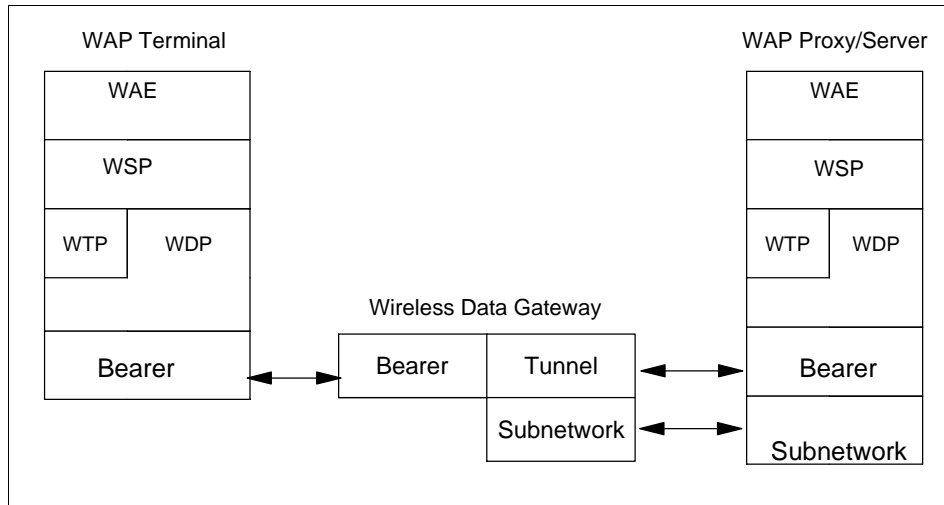 WAP Terminal
WAP Proxy/Server
WAE
WSP
WTP
WDP
Bearer
Wireless Data Gateway
Bearer
Tunnel
Subnetwork
WAE
WSP
WTP
WDP
Bearer
Subnetwork